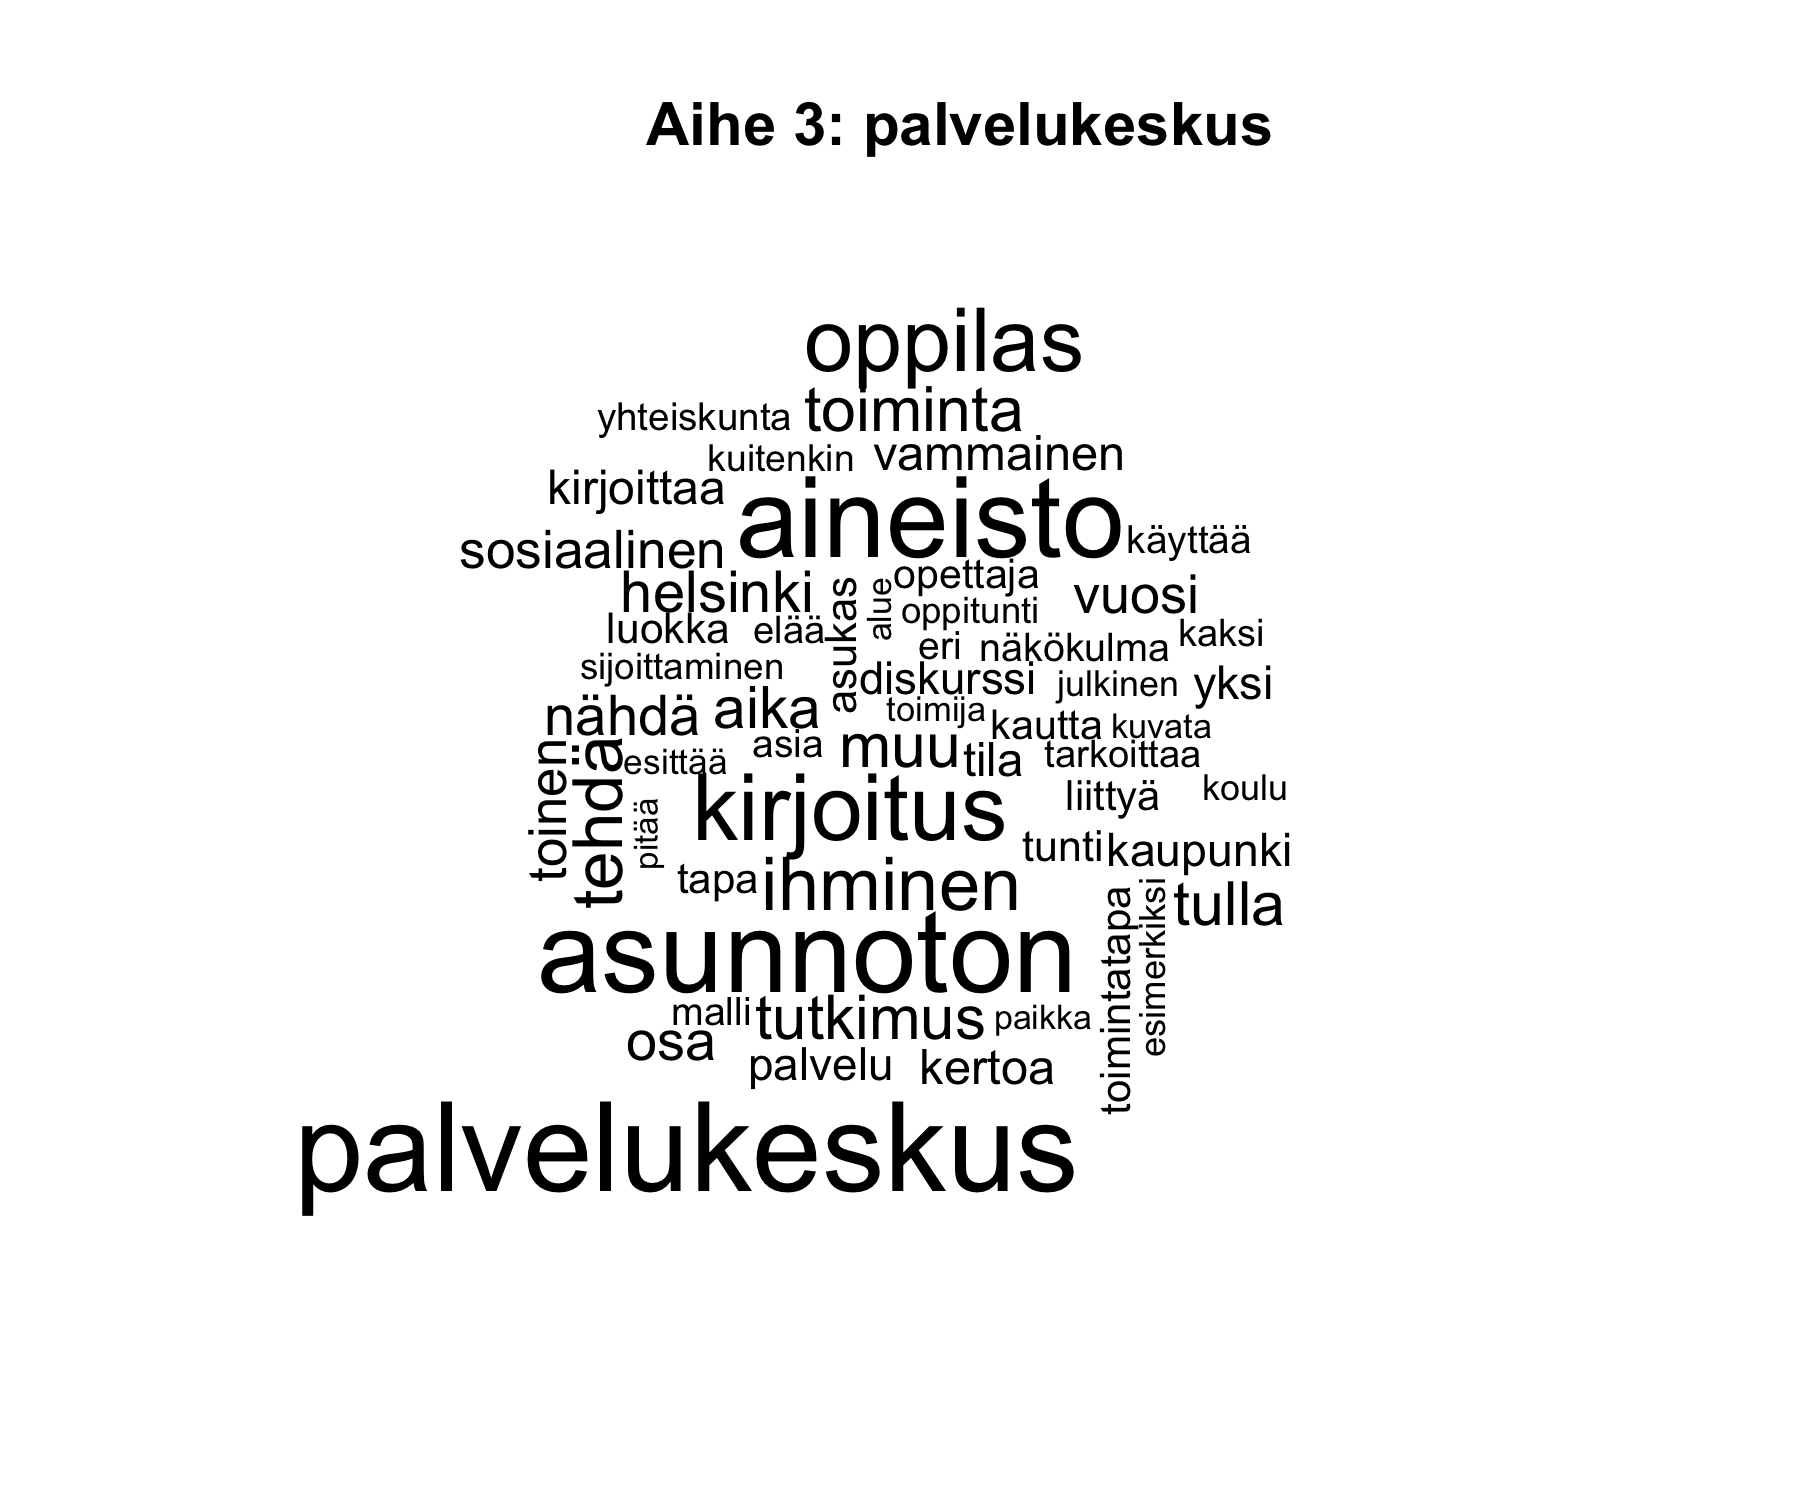 Aihe 3: palvelukeskus
oppilas
yhteiskunta toiminta
kuitenkin vammainen
kirjoittaa
aineisto käyttää
sosiaalinen
helsinki asukas alue opettaja vuosi
oppitunti
luokka elää eri näkökulma kaksi
sijoittaminen diskurssi julkinen yksi
nähdä aika toimija kautta kuvata
toinen tehdä esittää asia muu tila tarkoittaa
pitää kirjoitus liittyä koulu
tunti kaupunki
tapa ihminen toimintatapa esimerkiksi tulla
asunnoton
malli tutkimus paikka
osa
palvelu kertoa
palvelukeskus